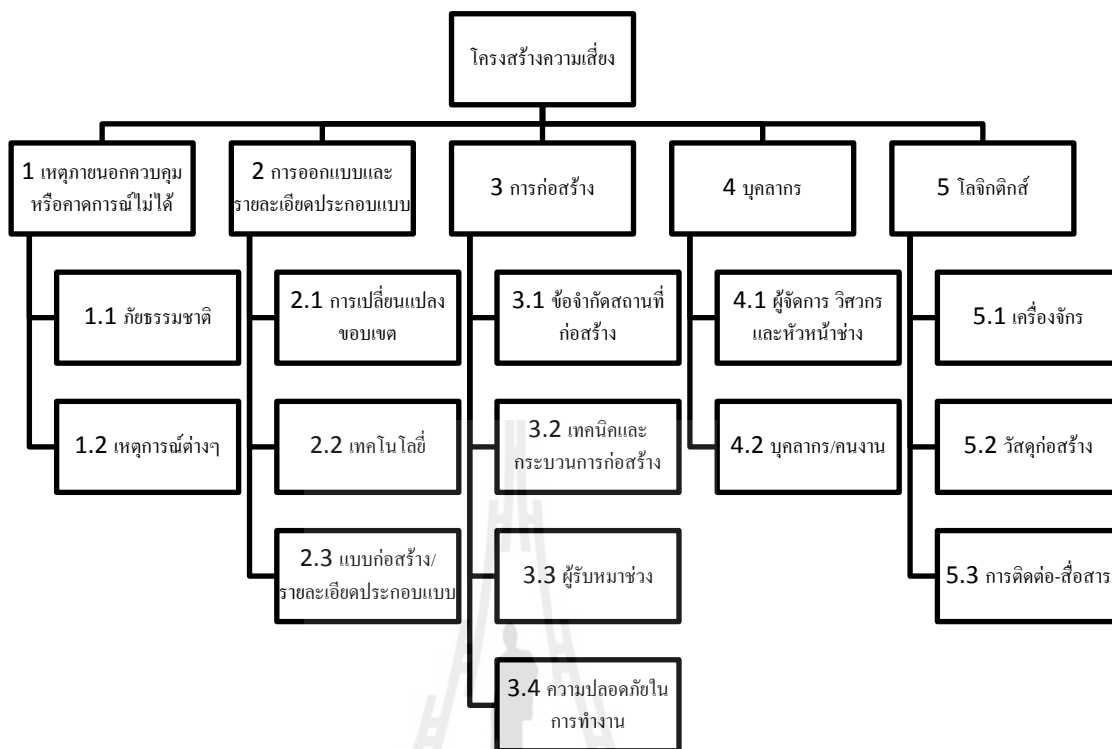 โครงสร้างความเสี่ยง
1 เหตุภายนอกควบคุม
หรือคาดการณ์ไม่ได้
1.1 ภัยธรรมชาติ
1.2 เหตุการณ์ต่างๆ
2 การออกแบบและ
รายละเอียดประกอบแบบ
2.1 การเปลี่ยนแปลง
ขอบเขต
2.2 เทคโนโลยี่
2.3 แบบก่อสร้าง/
รายละเอียดประกอบแบบ
3 การก่อสร้าง
3.1 ข้อจำกัดสถานที่
ก่อสร้าง
3.2 เทคนิคและ
กระบวนการก่อสร้าง
3.3 ผู้รับหมาช่วง
3.4 ความปลอดภัยใน
การทำงาน
4 บุคลากร
4.1 ผู้จัดการ วิศวกร
และหัวหน้าช่าง
4.2 บุคลากร/คนงาน
5 โลจิกติกส์
5.1 เครื่องจักร
5.2 วัสดุก่อสร้าง
5.3 การติดต่อ-สื่อสาร